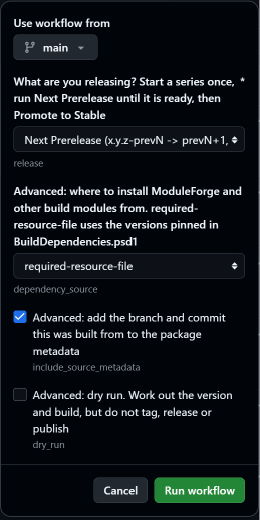 Use workflow from
main
What are you releasing? Start a series once, *
run Next Prerelease until it is ready, then
Promote to Stable
Next Prerelease (x.y.z-prevN -> prevN+1,
release
Advanced: where to install ModuleForge and
other build modules from. required-
resource-file uses the versions pinned in
BuildDependencies.psd1
required-resource-file
dependency_source
Advanced: add the branch and commit
this was built from to the package
metadata
include_source_metadata
Advanced: dry run. Work out the version
and build, but do not tag, release or
publish
dry_run
Cancel
Run workflow